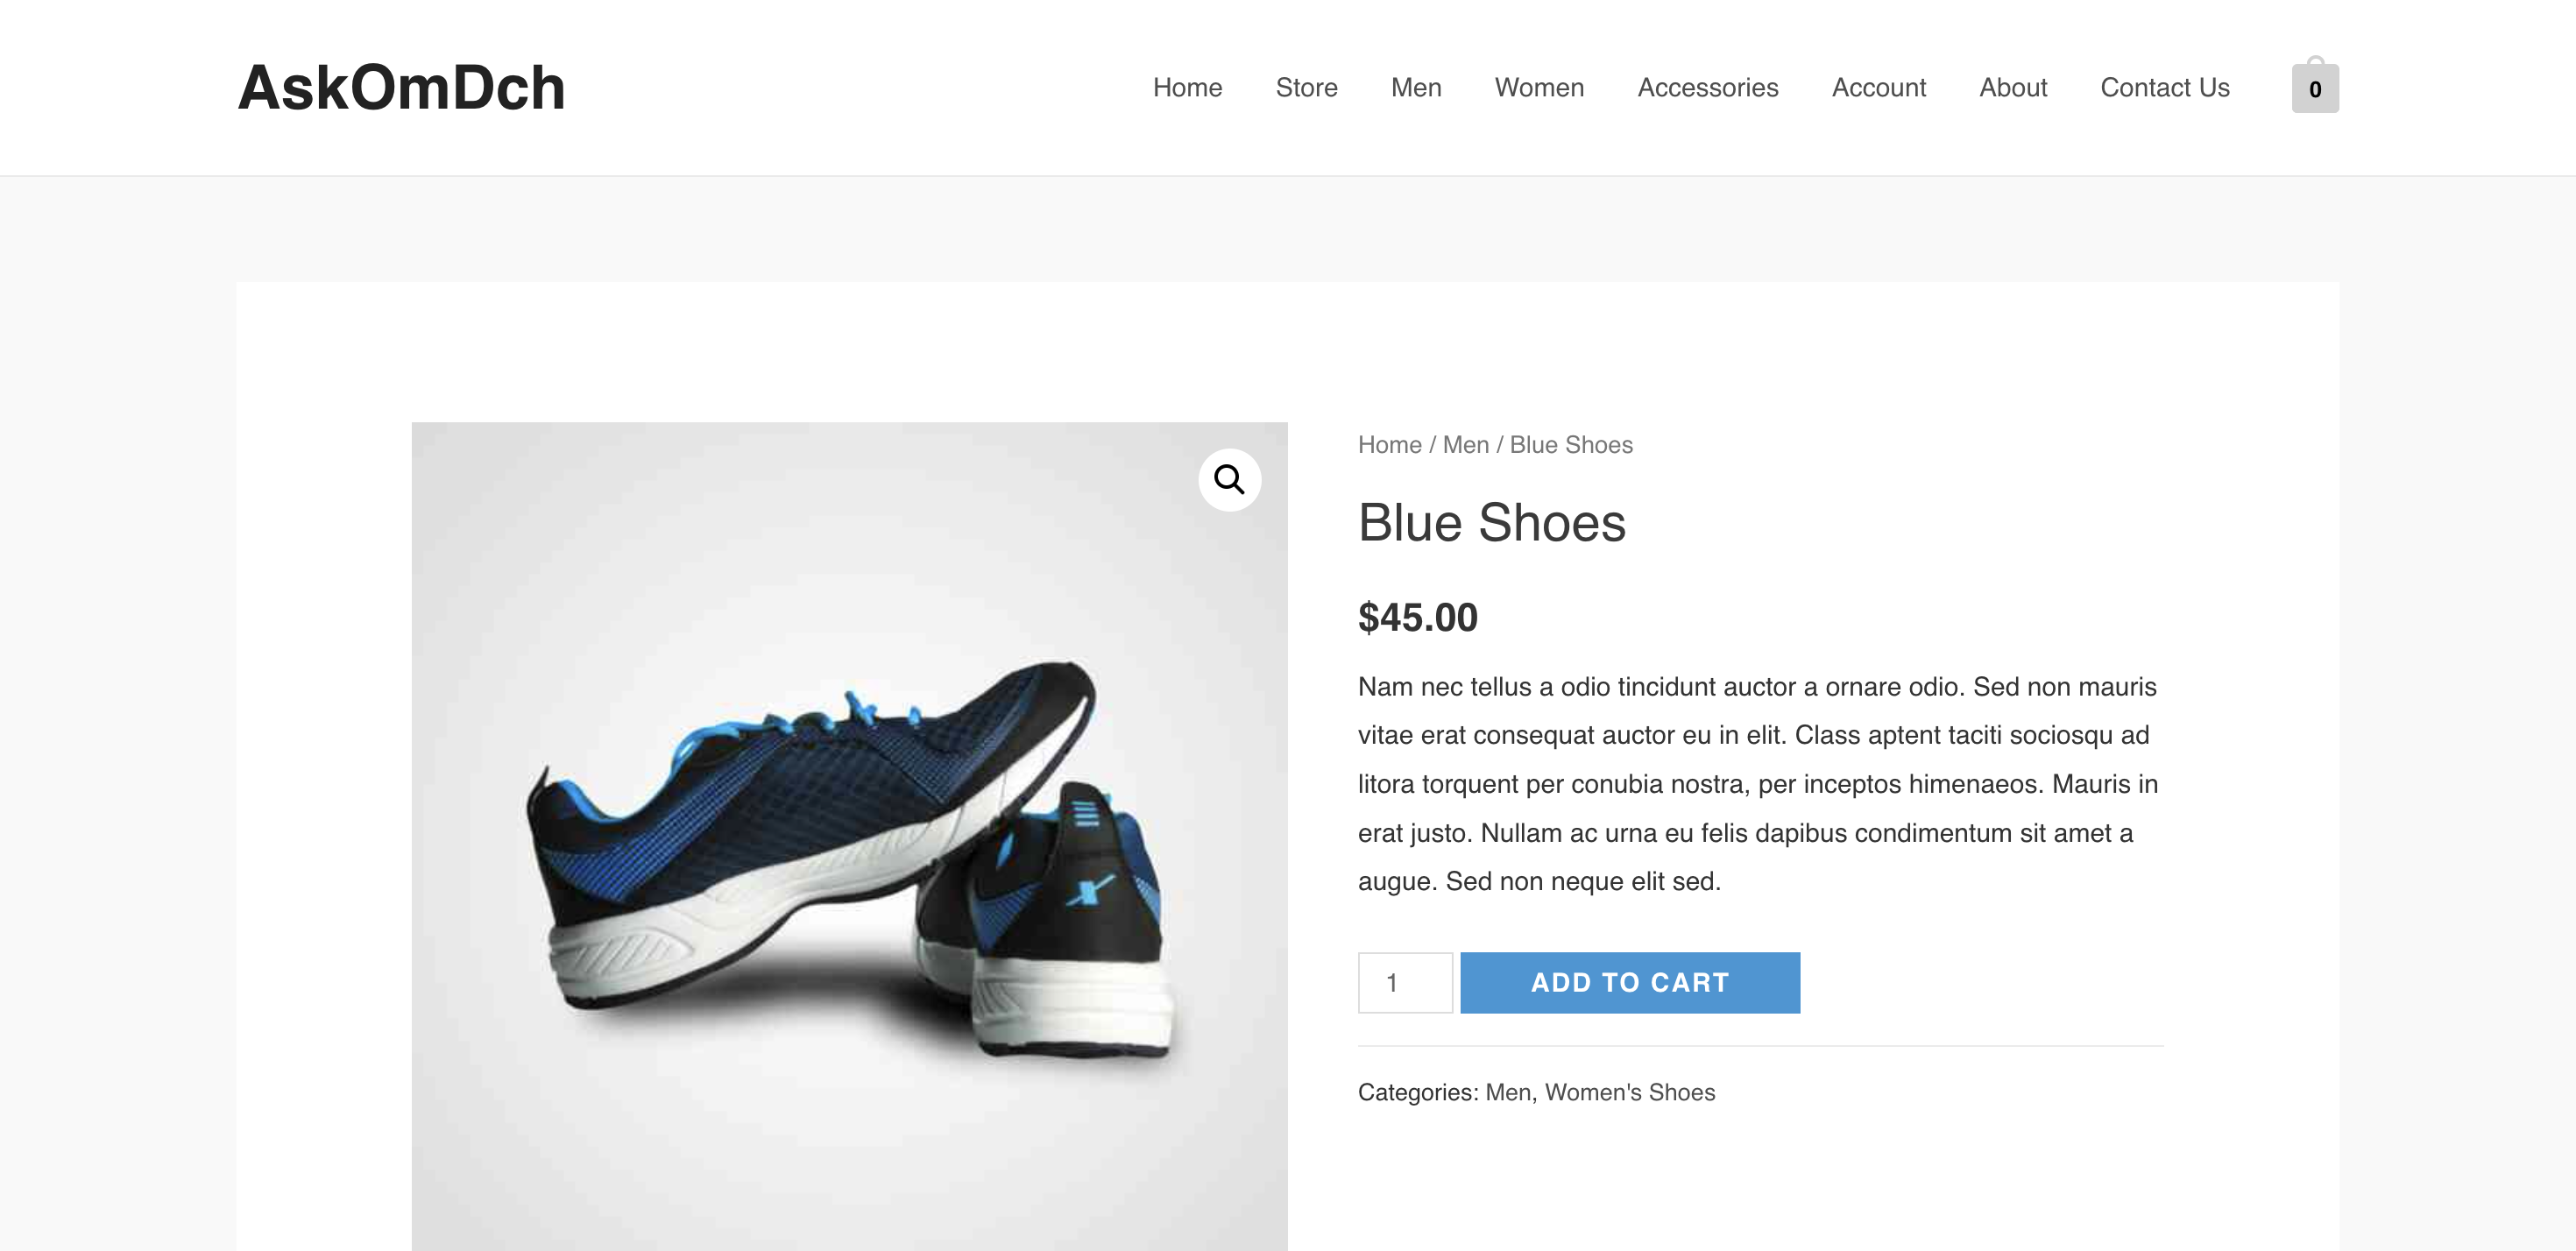 AskOmDch
Home Store Men Women Accessories Account About Contact Us 0
Home / Men / Blue Shoes
Blue Shoes
$45.00
Nam nec tellus a odio tincidunt auctor a ornare odio. Sed non mauris
vitae erat consequat auctor eu in elit. Class aptent taciti sociosqu ad
litora torquent per conubia nostra, per inceptos himenaeos. Mauris in
erat justo. Nullam ac urna eu felis dapibus condimentum sit amet a
augue. Sed non neque elit sed.
1 ADD TO CART
Categories: Men, Women's Shoes